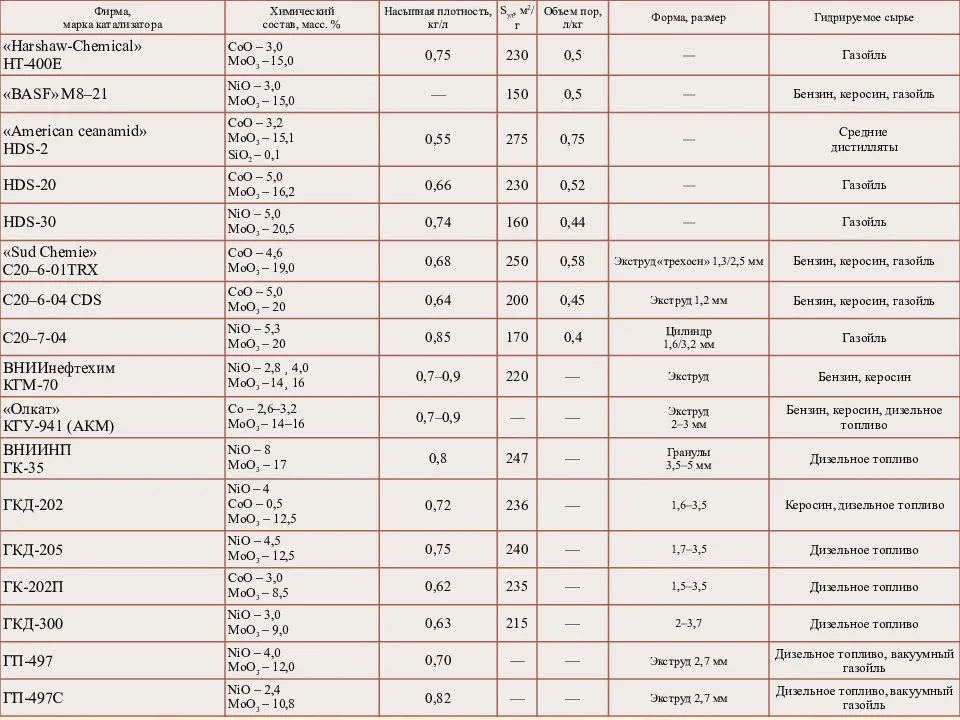 Фирма,
марка катализатора
Химический
состав, масс. %
Насыпная плотность,
кг/л
Sуд, м2/
г
Объем пор,
л/кг
Форма, размер
Гидрируемое сырье
«Harshaw-Chemical»
HT-400E
CoO – 3,0
MoO3 –15,0
0,75
230
0,5
—
Газойль
«BASF» M8–21
NiO – 3,0
MoO3 – 15,0
—
150
0,5
—
Бензин, керосин, газойль
«American ceanamid»
HDS-2
CoO – 3,2
MoO3 – 15,1
SiO2 – 0,1
0,55
275
0,75
—
Средние
дистилляты
HDS-20
CoO – 5,0
MoO3 – 16,2
0,66
230
0,52
—
Газойль
HDS-30
NiO – 5,0
MoO3 – 20,5
0,74
160
0,44
—
Газойль
«Sud Chemie»
C20–6-01TRX
CoO – 4,6
MoO3 – 19,0
0,68
250
0,58
Экструд «трехосн» 1,3/2,5 мм
Бензин, керосин, газойль
C20–6-04 CDS
CoO – 5,0
MoO3 – 20
0,64
200
0,45
Экструд 1,2 мм
Бензин, керосин, газойль
C20–7-04
NiO – 5,3
MoO3 – 20
0,85
170
0,4
Цилиндр
1,6/3,2 мм
Газойль
ВНИИнефтехим
КГМ-70
NiO – 2,8 ¸ 4,0
MoO3 –14¸ 16
0,7–0,9
220
—
Экструд
Бензин, керосин
«Олкат»
КГУ-941 (АКМ)
Co – 2,6–3,2
MoO3 – 14–16
0,7–0,9
—
—
Экструд
2–3 мм
Бензин, керосин, дизельное
топливо
ВНИИНП
ГК-35
NiO – 8
MoO3 – 17
0,8
247
—
Гранулы
3,5–5 мм
Дизельное топливо
ГКД-202
NiO – 4
CoO – 0,5
MoO3 – 12,5
0,72
236
—
1,6–3,5
Керосин, дизельное топливо
ГКД-205
NiO – 4,5
MoO3 – 12,5
0,75
240
—
1,7–3,5
Дизельное топливо
ГК-202П
CoO – 3,0
MoO3 – 8,5
0,62
235
—
1,5–3,5
Дизельное топливо
ГКД-300
NiO – 3,0
MoO3 – 9,0
0,63
215
—
2–3,7
Дизельное топливо
ГП-497
NiO – 4,0
MoO3 – 12,0
0,70
—
—
Экструд 2,7 мм
Дизельное топливо, вакуумный
газойль
ГП-497С
NiO – 2,4
MoO3 – 10,8
0,82
—
—
Экструд 2,7 мм
Дизельное топливо, вакуумный
газойль